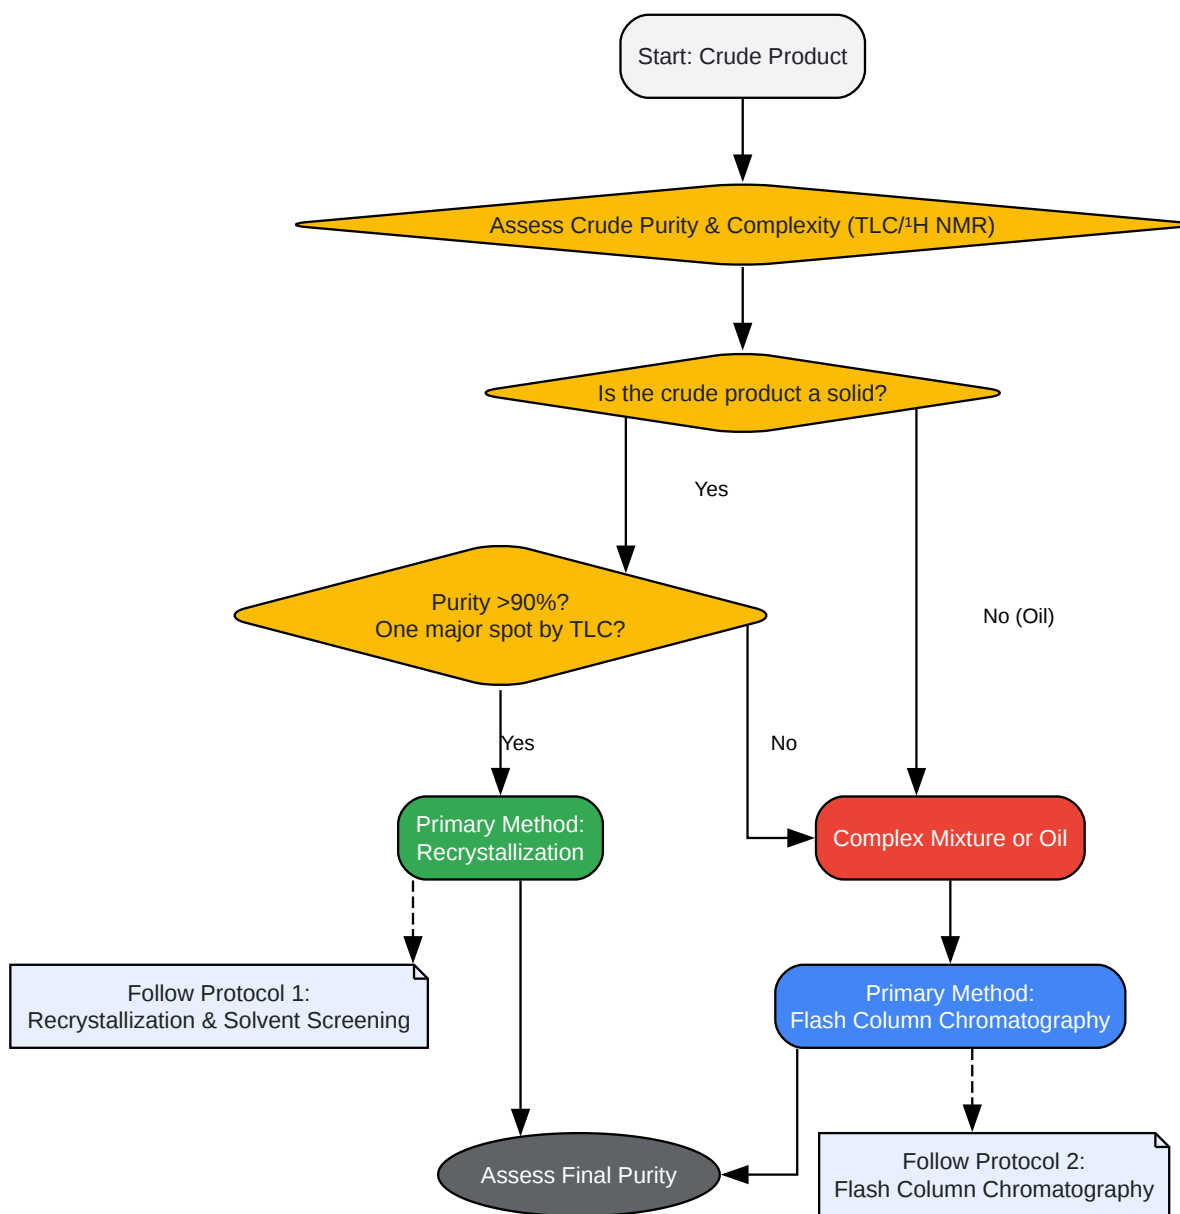 Start: Crude Product
Assess Crude Purity & Complexity (TLC/¹H NMR)
Is the crude product a solid?
Yes
Purity >90%?
One major spot by TLC?
No (Oil)
Yes
No
Primary Method:
Recrystallization
Complex Mixture or Oil
Follow Protocol 1:
Recrystallization & Solvent Screening
Primary Method:
Flash Column Chromatography
Assess Final Purity
Follow Protocol 2:
Flash Column Chromatography